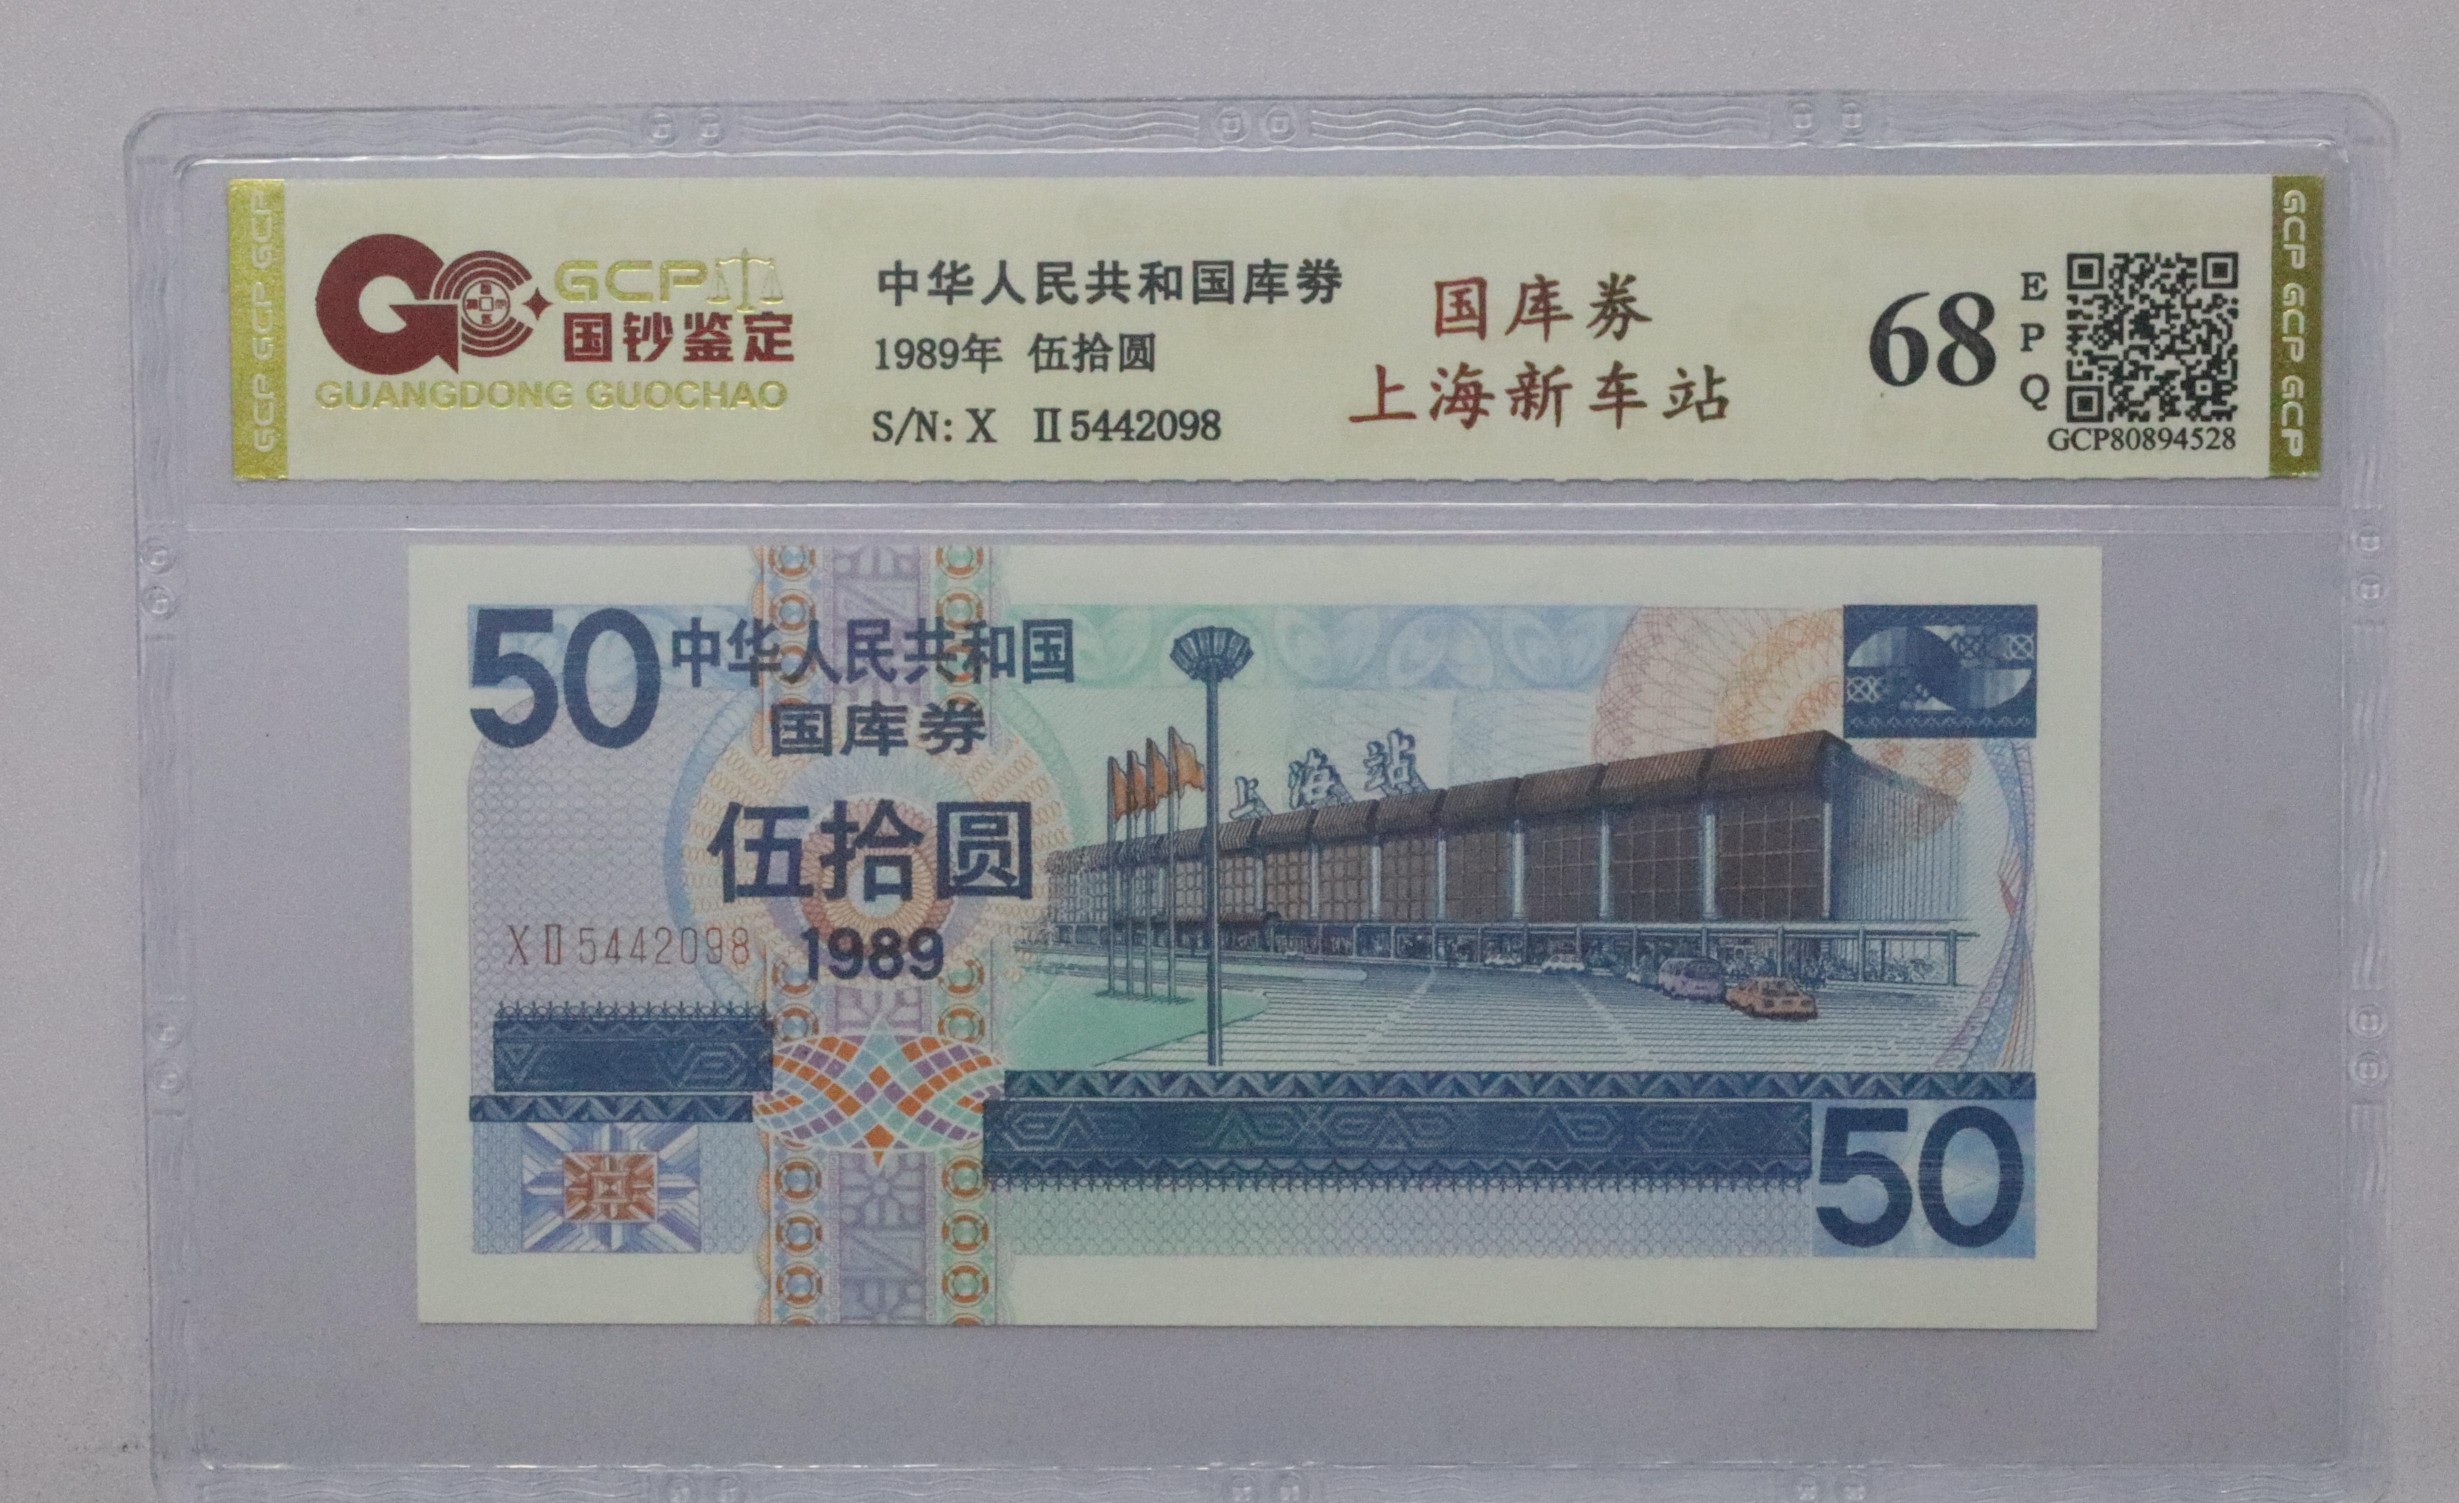 GCP
国钞鉴定
GUANGDONG GUOCHAO
中华人民共和国库券
1989年 伍拾圆
S/N: X Ⅱ 5442098
国库券
上海新车站
68
E
P
Q
GCP80894528
GCP GCP GCP
GCP GCP GCP
50
中华人民共和国
国库券
伍拾圆
XⅡ5442098
1989
上海站
50